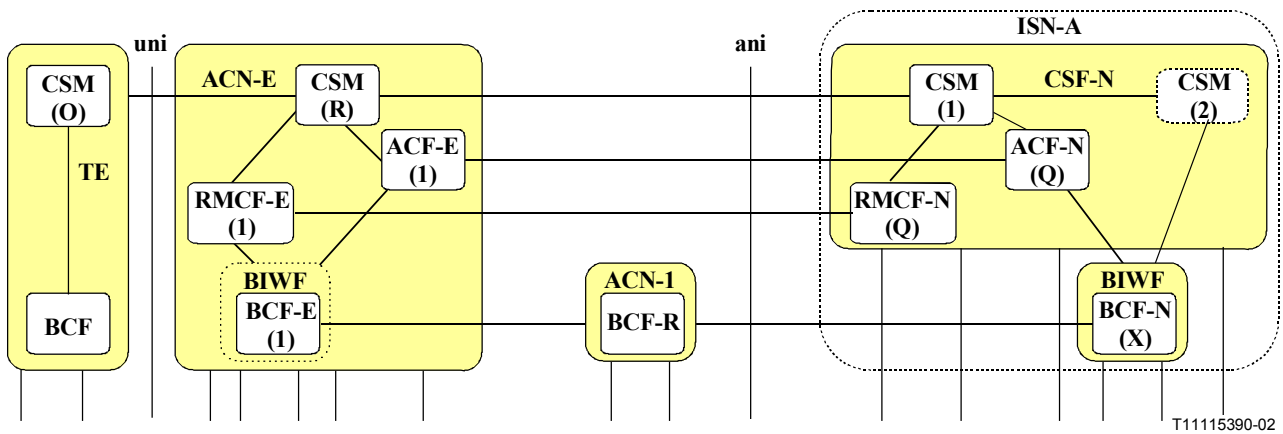 ISN-A
uni
ani
ACN-E
CSM
(O)
TE
BCF
CSM
(R)
ACF-E
(1)
RMCF-E
(1)
BIWF
BCF-E
(1)
ACN-1
BCF-R
CSM
(1)
CSF-N
CSM
(2)
ACF-N
(Q)
RMCF-N
(Q)
BIWF
BCF-N
(X)
T11115390-02